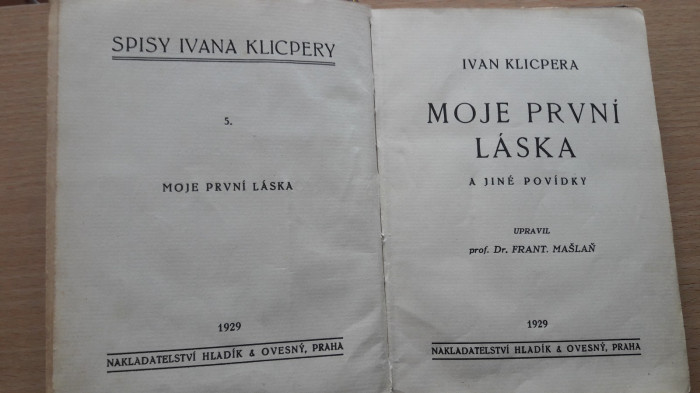 SPISY IVANA KLICPERY
5.
MOJE PRVNÍ LÁSKA
1929
NAKLADATELSTVÍ HLADÍK & OVESNÝ, PRAHA
IVAN KLICPERA
MOJE PRVNÍ
LÁSKA
A JINÉ POVÍDKY
UPRAVIL
prof. Dr. FRANT. MAŠLAŇ
1929
NAKLADATELSTVÍ HLADÍK & OVESNÝ, PRAHA